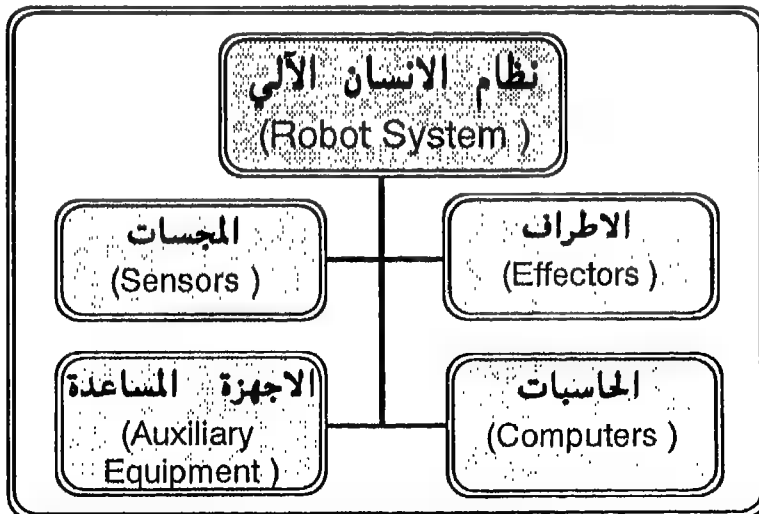 نظام الانسان الآلي
(Robot System )
الاطراف
(Effectors )
المجسات
(Sensors )
الحاسبات
(Computers )
الاجهزة المساعدة
(Auxiliary
Equipment )